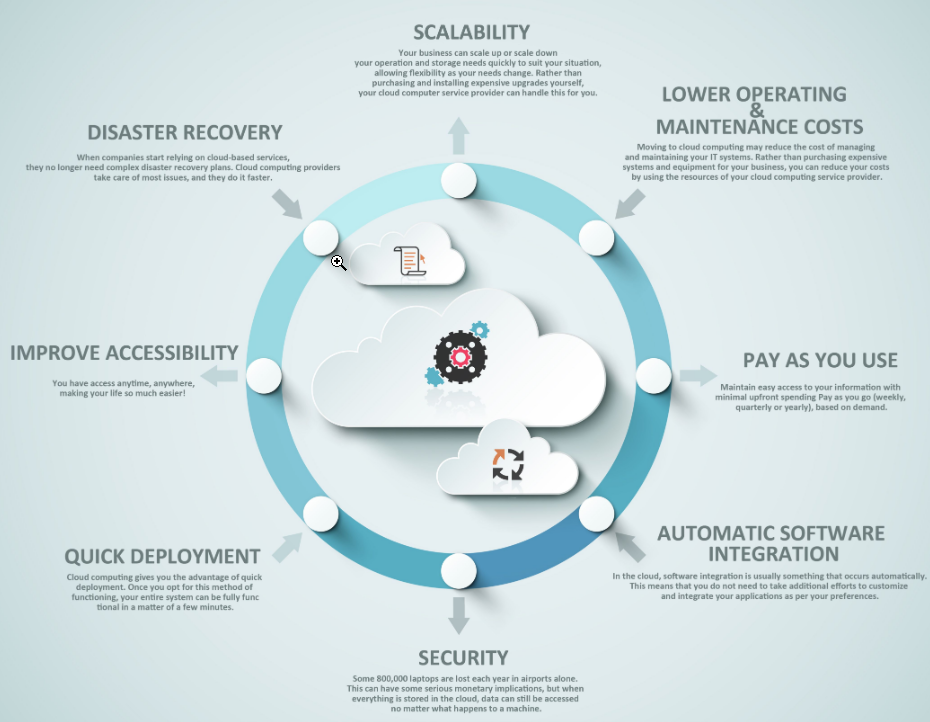 SCALABILITY
Your business can scale up or scale down
your operation and storage needs quickly to suit your situation,
allowing flexibility as your needs change. Rather than
purchasing and installing expensive upgrades yourself,
your cloud computer service provider can handle this for you.
LOWER OPERATING
&
MAINTENANCE COSTS
Moving to cloud computing may reduce the cost of managing
and maintaining your IT systems. Rather than purchasing expensive
systems and equipment for your business, you can reduce your costs
by using the resources of your cloud computing service provider.
DISASTER RECOVERY
When companies start relying on cloud-based services,
they no longer need complex disaster recovery plans. Cloud computing providers
take care of most issues, and they do it faster.
IMPROVE ACCESSIBILITY
You have access anytime, anywhere,
making your life so much easier!
PAY AS YOU USE
Maintain easy access to your information with
minimal upfront spending Pay as you go (weekly,
quarterly or yearly), based on demand.
QUICK DEPLOYMENT
Cloud computing gives you the advantage of quick
deployment. Once you opt for this method of
functioning, your entire system can be fully func
tional in a matter of a few minutes.
AUTOMATIC SOFTWARE
INTEGRATION
In the cloud, software integration is usually something that occurs automatically.
This means that you do not need to take additional efforts to customize
and integrate your applications as per your preferences.
SECURITY
Some 800,000 laptops are lost each year in airports alone.
This can have some serious monetary implications, but when
everything is stored in the cloud, data can still be accessed
no matter what happens to a machine.